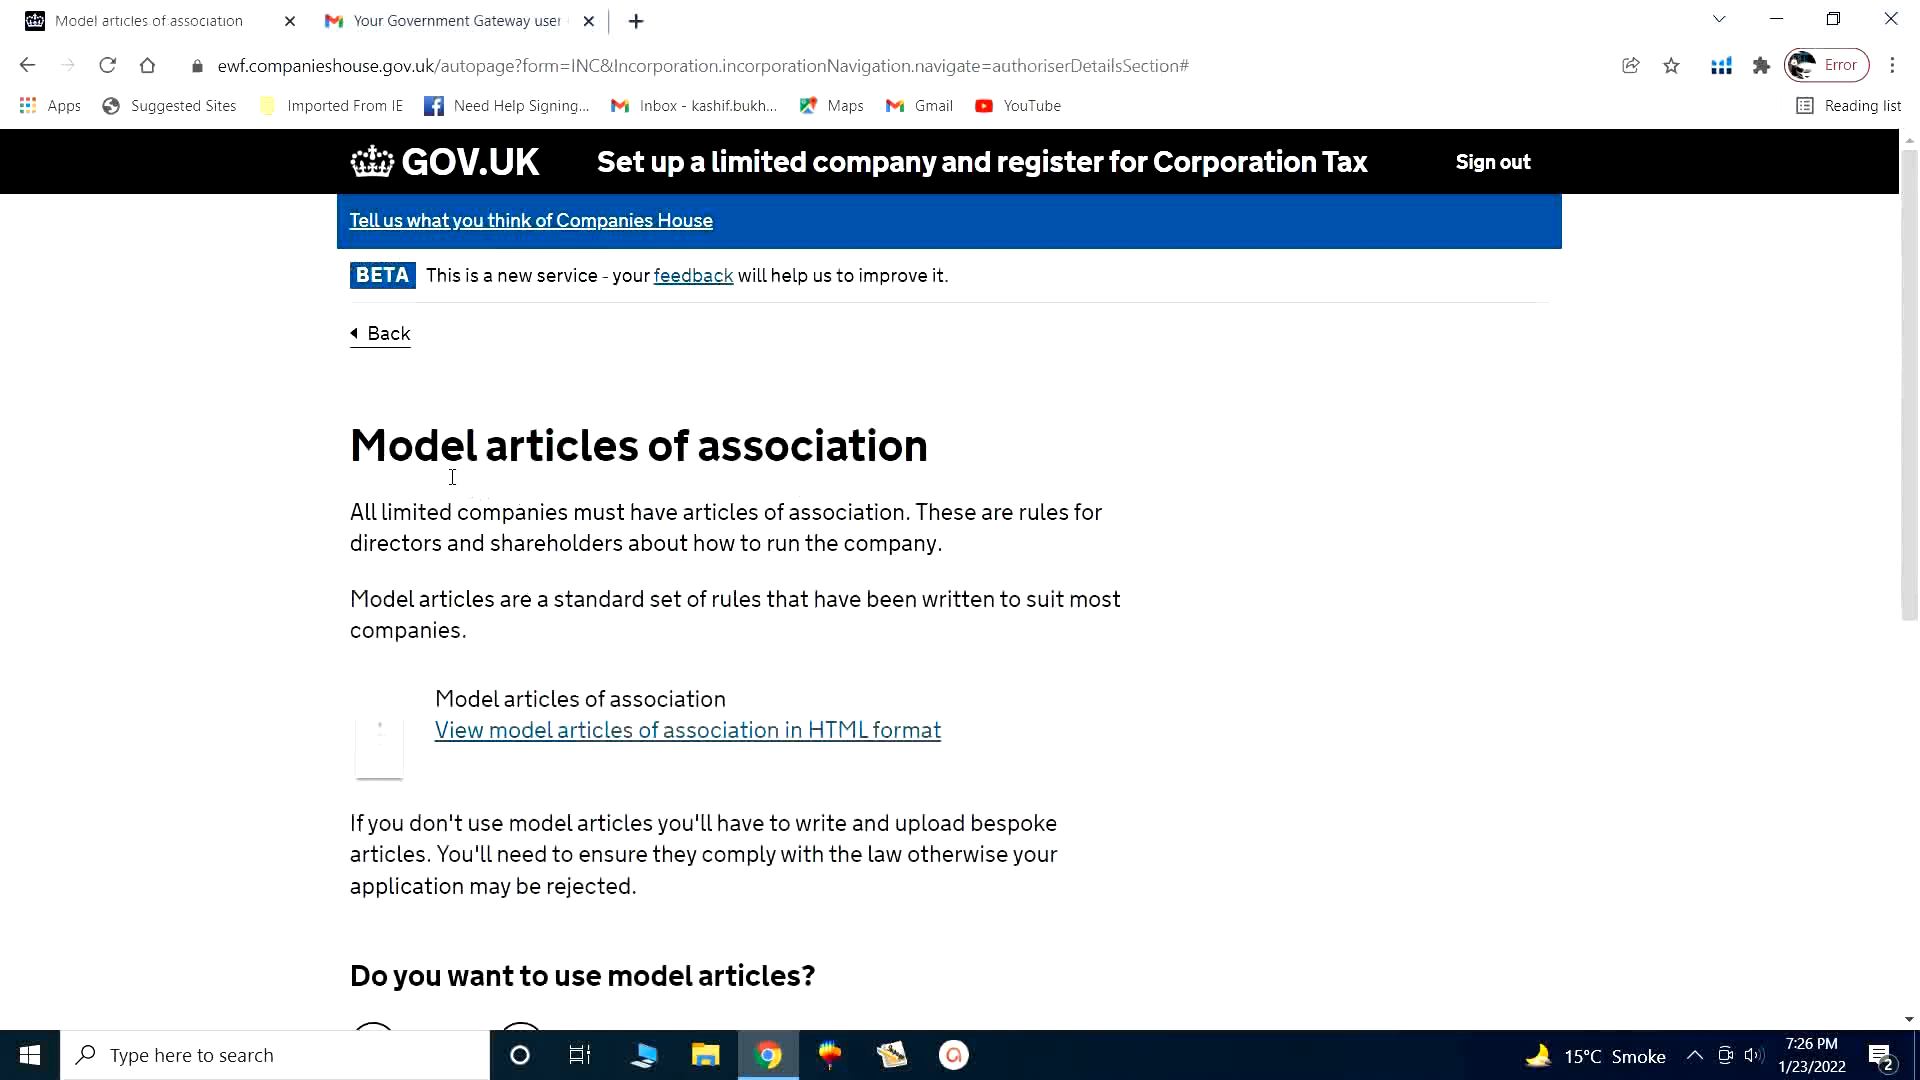 Model articles of association
Your Government Gateway user
ewf.companieshouse.gov.uk/autopage?form=INC&Incorporation.incorporationNavigation.navigate=authoriserDetailsSection#
Error
Apps
Suggested Sites
Imported From IE
Need Help Signing...
Inbox - kashif.bukh...
Maps
Gmail
YouTube
Reading list
GOV.UK
Set up a limited company and register for Corporation Tax
Sign out
Tell us what you think of Companies House
BETA This is a new service - your feedback will help us to improve it.
Back
Model articles of association
All limited companies must have articles of association. These are rules for
directors and shareholders about how to run the company.
Model articles are a standard set of rules that have been written to suit most
companies.
Model articles of association
View model articles of association in HTML format
If you don't use model articles you'll have to write and upload bespoke
articles. You'll need to ensure they comply with the law otherwise your
application may be rejected.
Do you want to use model articles?
Type here to search
15°C Smoke
7:26 PM
1/23/2022
2